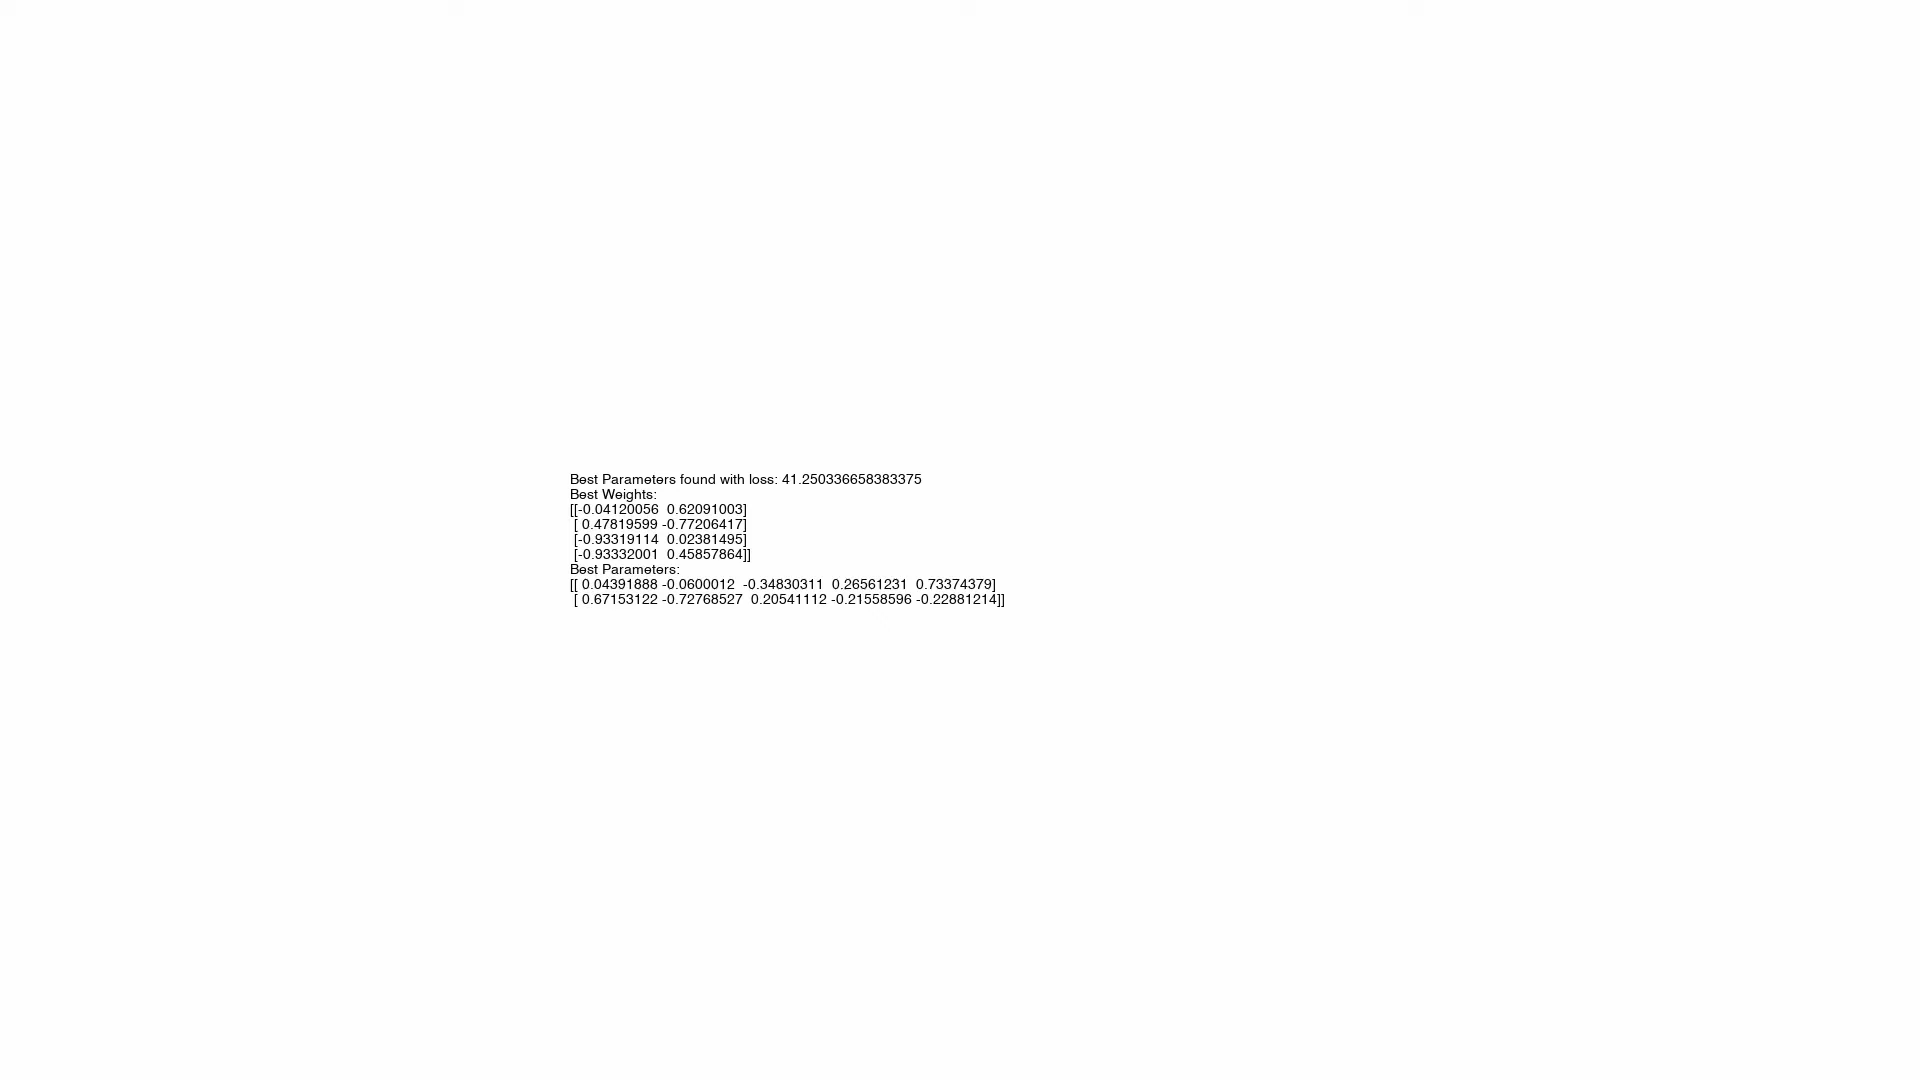 Best Parameters found with loss: 41.250336658383375
Best Weights:
[[-0.04120056  0.62091003]
 [ 0.47819599 -0.77206417]
 [-0.93319114  0.02381495]
 [-0.93332001  0.45857864]]
Best Parameters:
[[ 0.04391888 -0.0600012  -0.34830311  0.26561231  0.73374379]
 [ 0.67153122 -0.72768527  0.20541112 -0.21558596 -0.22881214]]